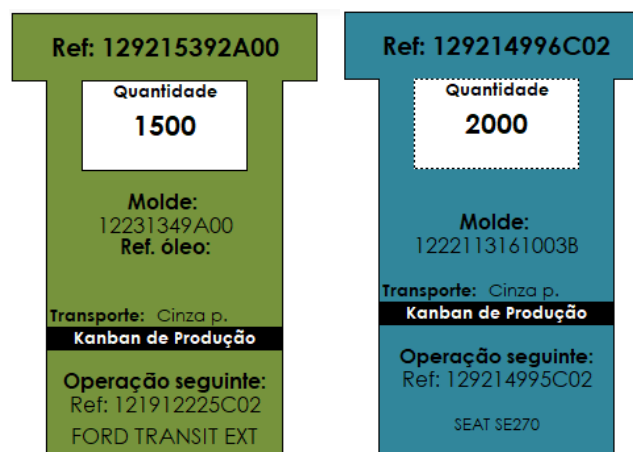 Ref: 129215392A00
Quantidade
1500
Molde:
12231349A00
Ref. óleo:
Transporte: Cinza p.
Kanban de Produção
Operação seguinte:
Ref: 121912225C02
FORD TRANSIT EXT
Ref: 129214996C02
Quantidade
2000
Molde:
1222113161003B
Transporte: Cinza p.
Kanban de Produção
Operação seguinte:
Ref: 129214995C02
SEAT SE270